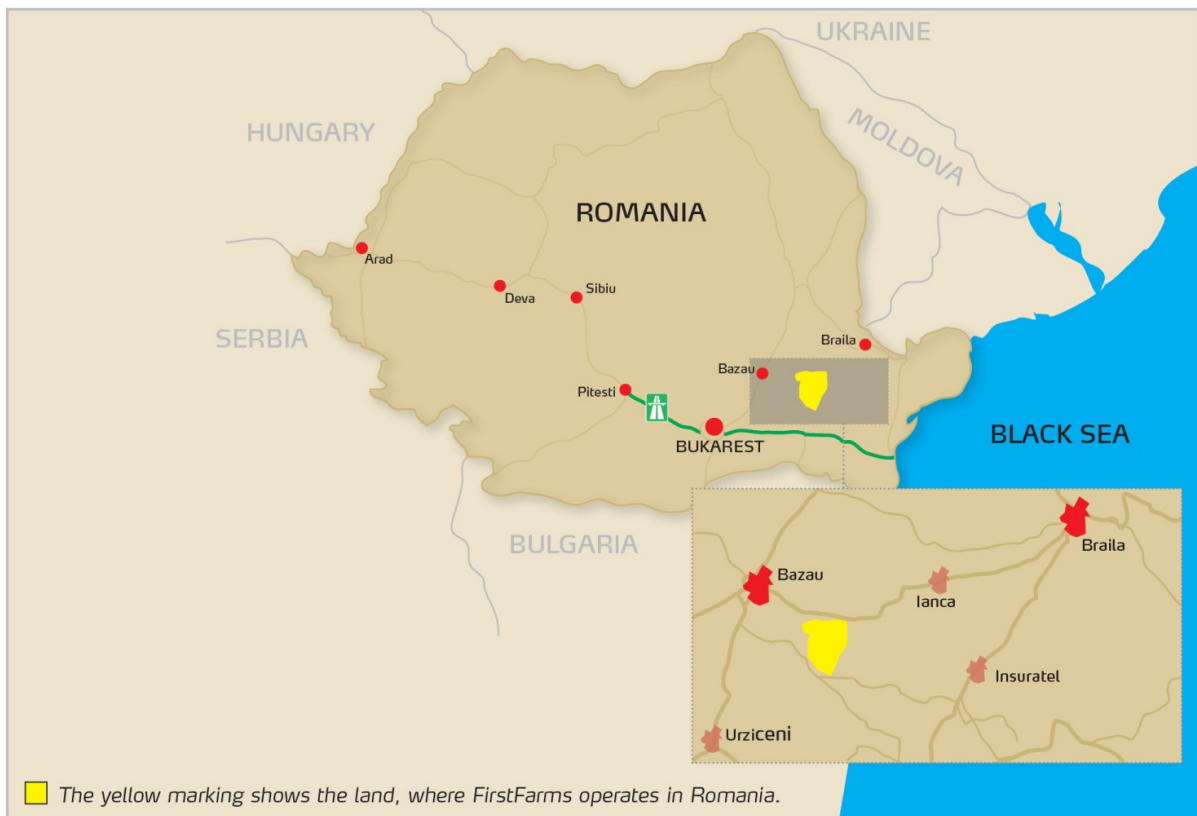 UKRAINE
HUNGARY
MOLDOVA
ROMANIA
Arad
Deva
Sibiu
SERBIA
Braila
Bazau
Pitesti
BUKAREST
BLACK SEA
BULGARIA
Braila
Bazau
Ianca
Insuratel
Urziceni
The yellow marking shows the land, where FirstFarms operates in Romania.